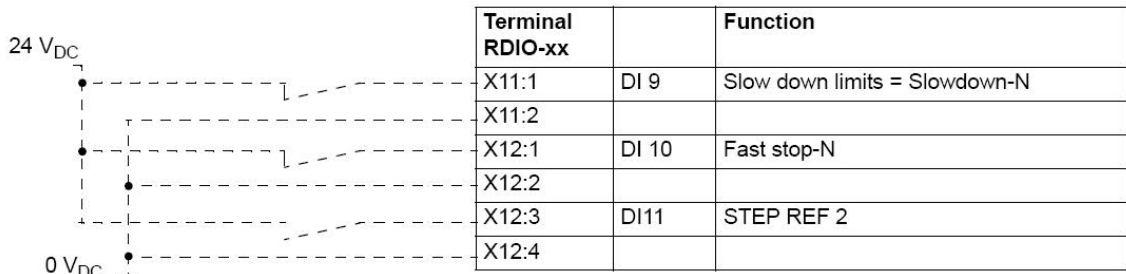 24 VDC
Terminal RDIO-xx Function
X11:1 DI 9 Slow down limits = Slowdown-N
X11:2
X12:1 DI 10 Fast stop-N
X12:2
X12:3 DI11 STEP REF 2
X12:4
0 VDC